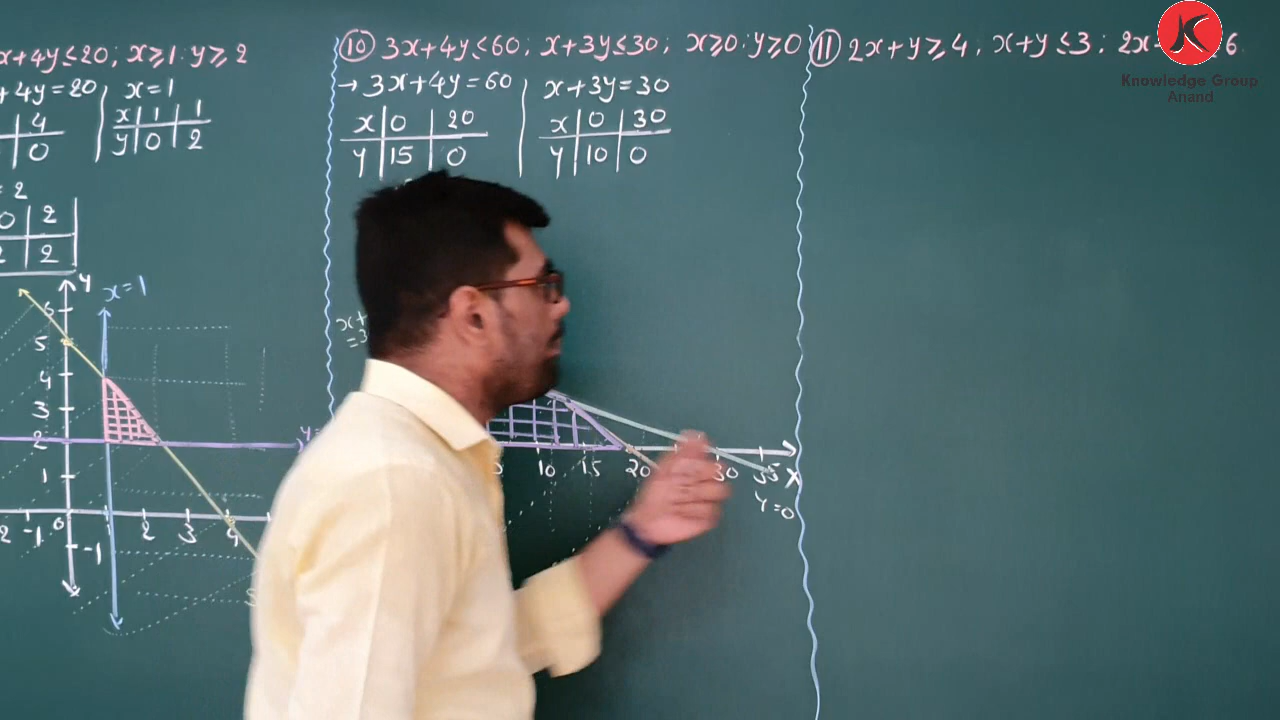 x+4y≤20; x≥1; y≥2
+4y=20 | x=1
4
0
x | 1 | 1
y | 0 | 2
= 2
0 | 2
2 | 2
Y
x=1
6
5
4
3
2
1
2 -1 0 2 3 4
-1
(10) 3x+4y≤60; x+3y≤30; x≥0; y≥0
→ 3x+4y=60 | x+3y=30
x | 0 | 20
y | 15 | 0
x | 0 | 30
y | 10 | 0
x+
=3
5 10 15 20 30 35 X
Y=0
(11) 2x+y≥4, x+y≤3; 2x- 6
Knowledge Group
Anand